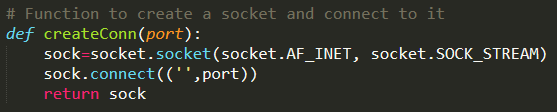 # Function to create a socket and connect to it
def createConn(port):
    sock=socket.socket(socket.AF_INET, socket.SOCK_STREAM)
    sock.connect(('',port))
    return sock